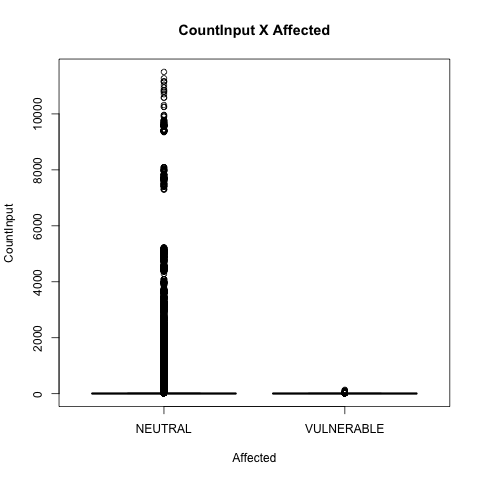 CountInput X Affected
CountInput
10000
8000
6000
4000
2000
0
NEUTRAL VULNERABLE
Affected